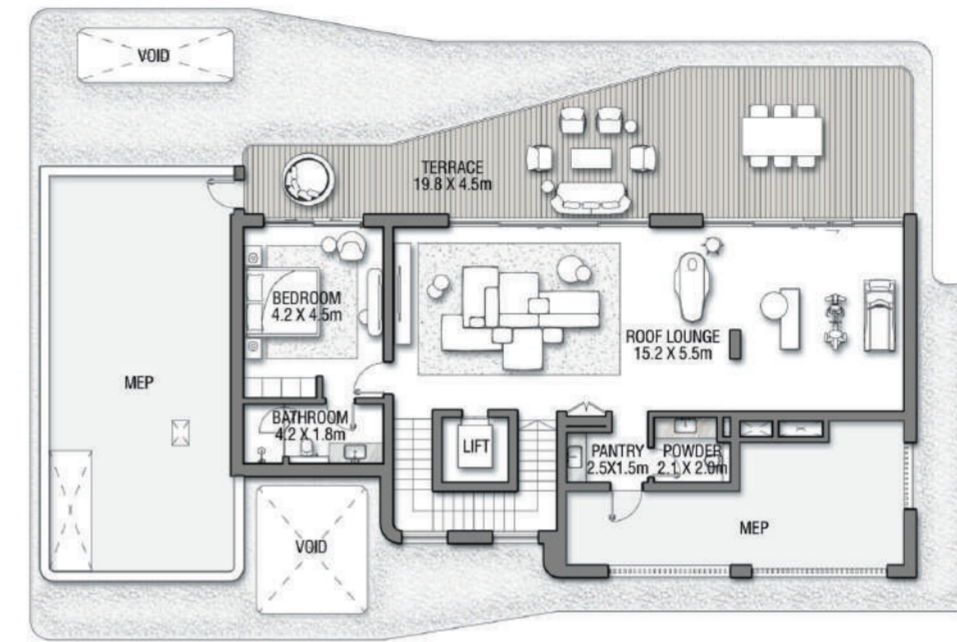 VOID
TERRACE
19.8 X 4.5m
BEDROOM
4.2 X 4.5m
ROOF LOUNGE
15.2 X 5.5m
MEP
BATHROOM
4.2 X 1.8m
LIFT
PANTRY
2.5X1.5m
POWDER
2.1 X 2.0m
MEP
VOID